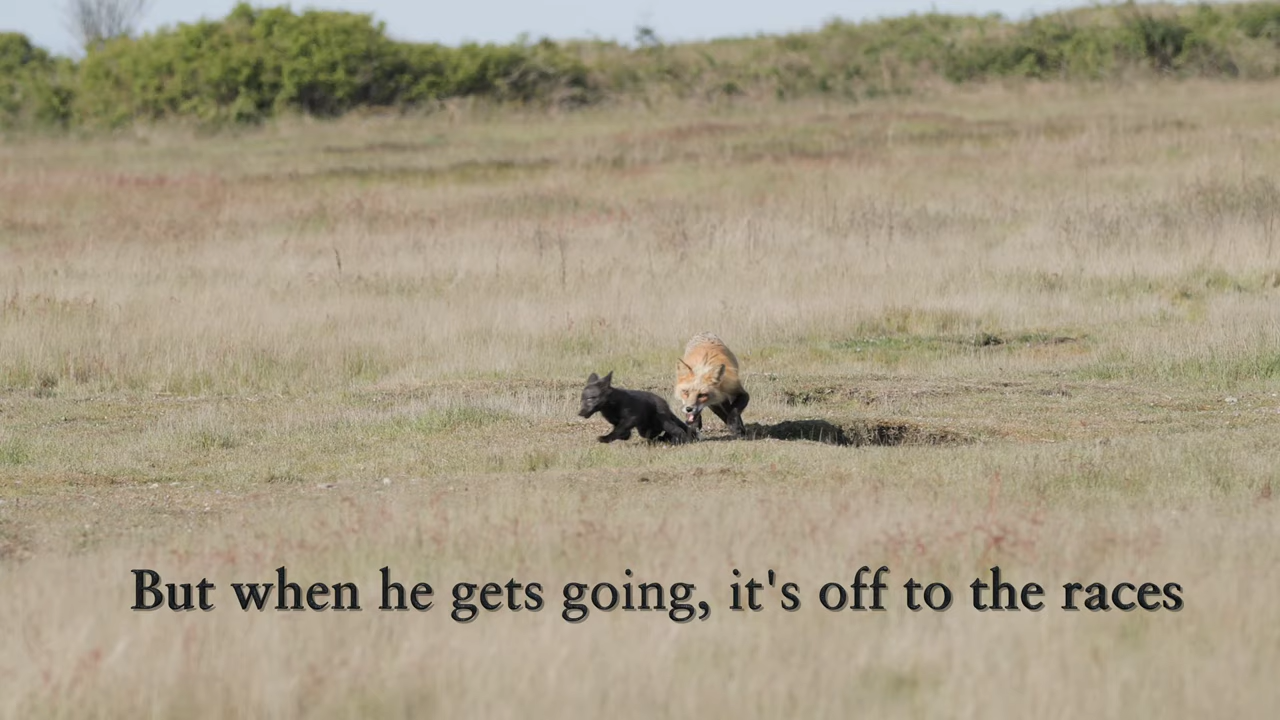 But when he gets going, it's off to the races